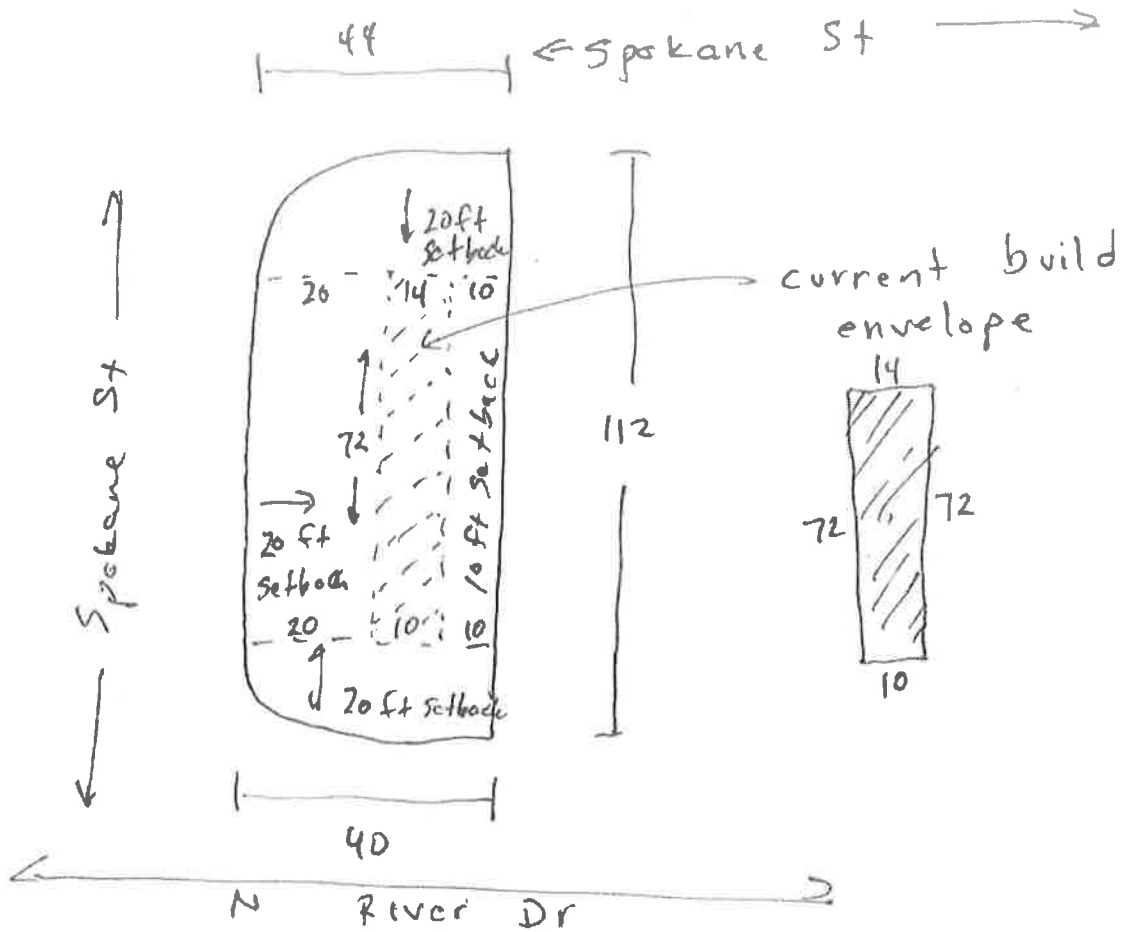 44
← Spokane St →
20ft
setback
20 14 10
current build
envelope
14
72
10 ft setback
112
72
72
20 ft
setback
20 10 10
20 ft setback
10
Spokane St
40
N River Dr